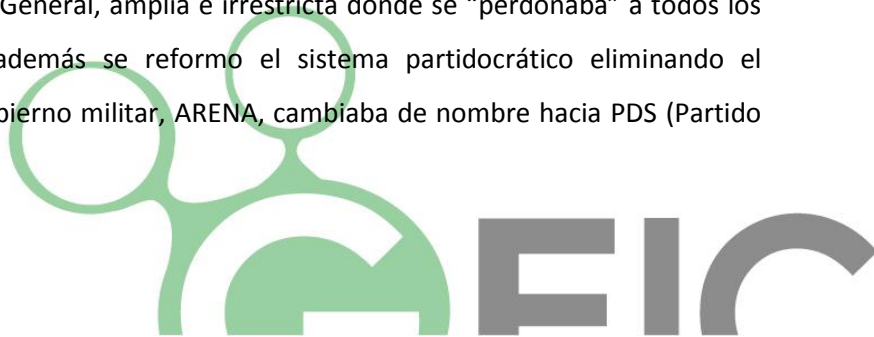 General, amplia e irrestricta donde se “perdonaba” a todos los
además se reformo el sistema partidocrático eliminando el
bierno militar, ARENA, cambiaba de nombre hacia PDS (Partido
GEIC